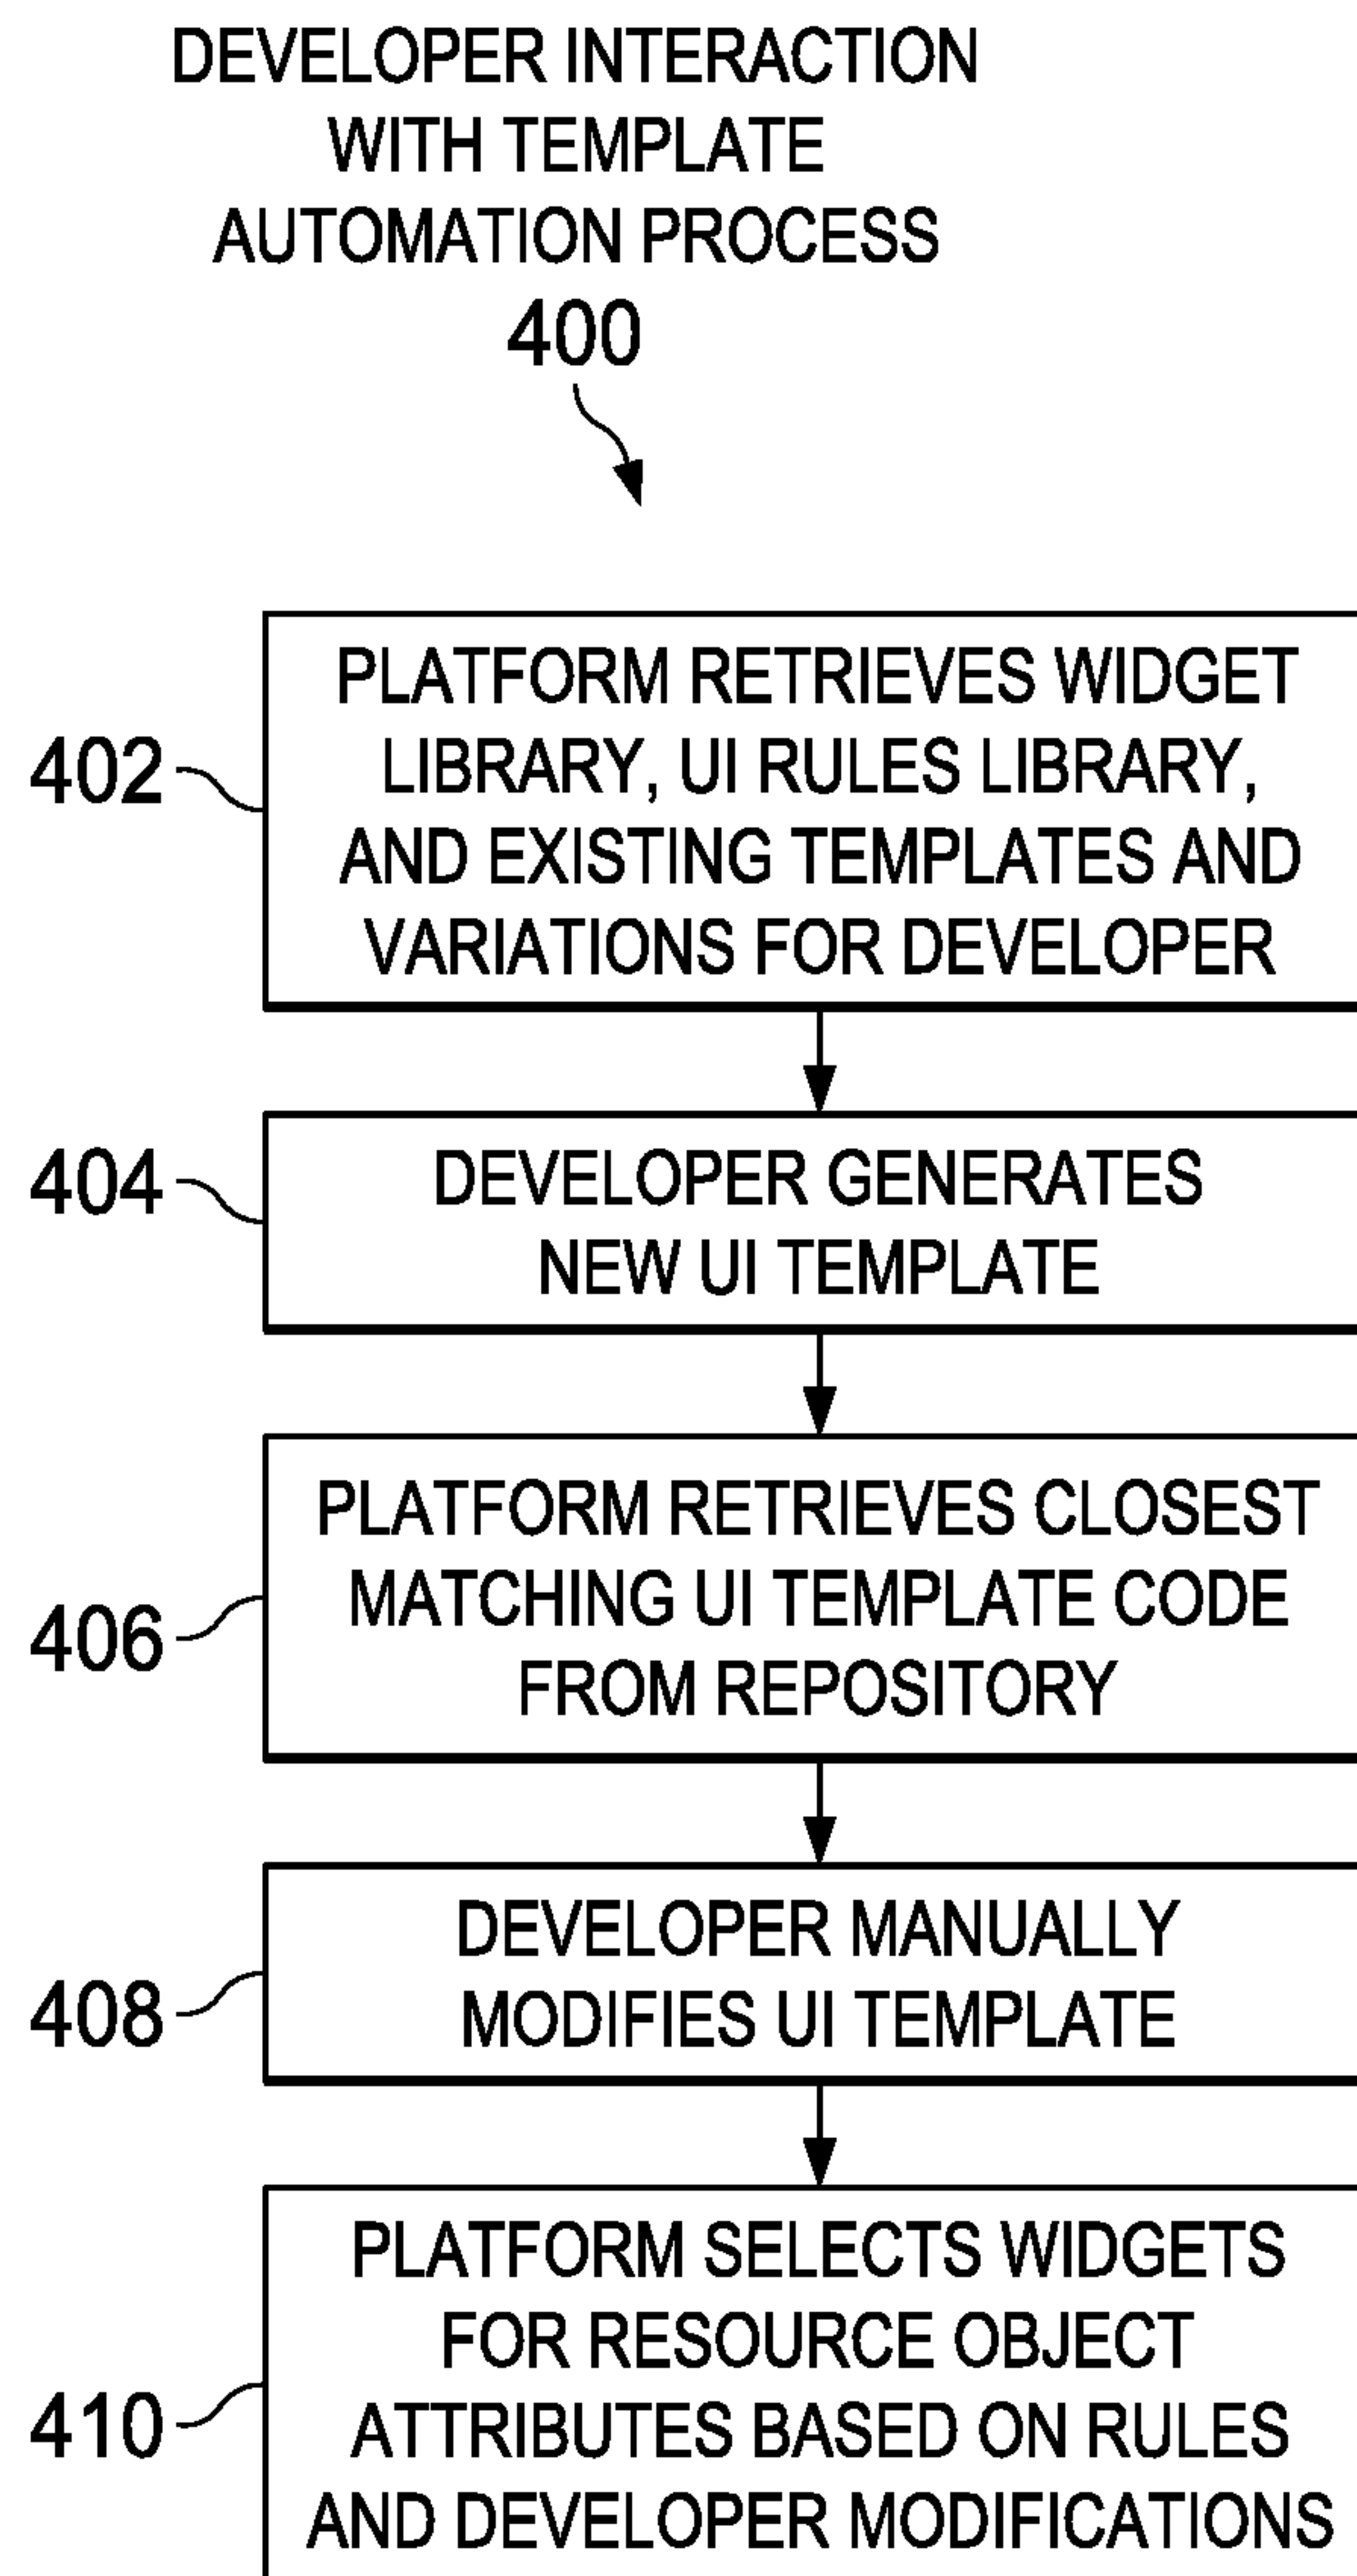 DEVELOPER INTERACTION
WITH TEMPLATE
AUTOMATION PROCESS
400
402
PLATFORM RETRIEVES WIDGET
LIBRARY, UI RULES LIBRARY,
AND EXISTING TEMPLATES AND
VARIATIONS FOR DEVELOPER
404
DEVELOPER GENERATES
NEW UI TEMPLATE
406
PLATFORM RETRIEVES CLOSEST
MATCHING UI TEMPLATE CODE
FROM REPOSITORY
408
DEVELOPER MANUALLY
MODIFIES UI TEMPLATE
410
PLATFORM SELECTS WIDGETS
FOR RESOURCE OBJECT
ATTRIBUTES BASED ON RULES
AND DEVELOPER MODIFICATIONS